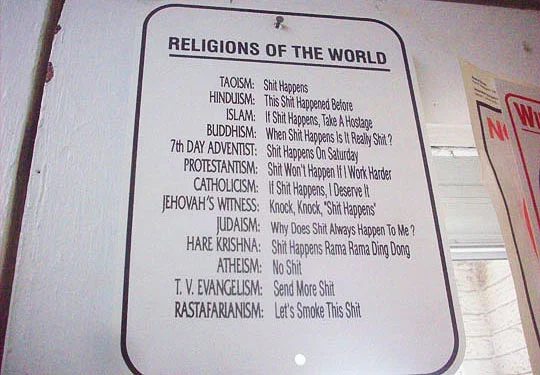 RELIGIONS OF THE WORLD
TAOISM: Shit Happens
HINDUISM: This Shit Happened Before
ISLAM: If Shit Happens, Take A Hostage
BUDDHISM: When Shit Happens Is It Really Shit ?
7th DAY ADVENTIST: Shit Happens On Saturday
PROTESTANTISM: Shit Won't Happen If I Work Harder
CATHOLICISM: If Shit Happens, I Deserve It
JEHOVAH'S WITNESS: Knock, Knock, "Shit Happens"
JUDAISM: Why Does Shit Always Happen To Me ?
HARE KRISHNA: Shit Happens Rama Rama Ding Dong
ATHEISM: No Shit
T. V. EVANGELISM: Send More Shit
RASTAFARIANISM: Let's Smoke This Shit